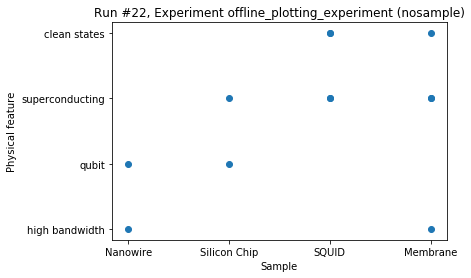 Run #22, Experiment offline_plotting_experiment (nosample)
clean states
superconducting
qubit
high bandwidth
Physical feature
Nanowire Silicon Chip SQUID Membrane
Sample